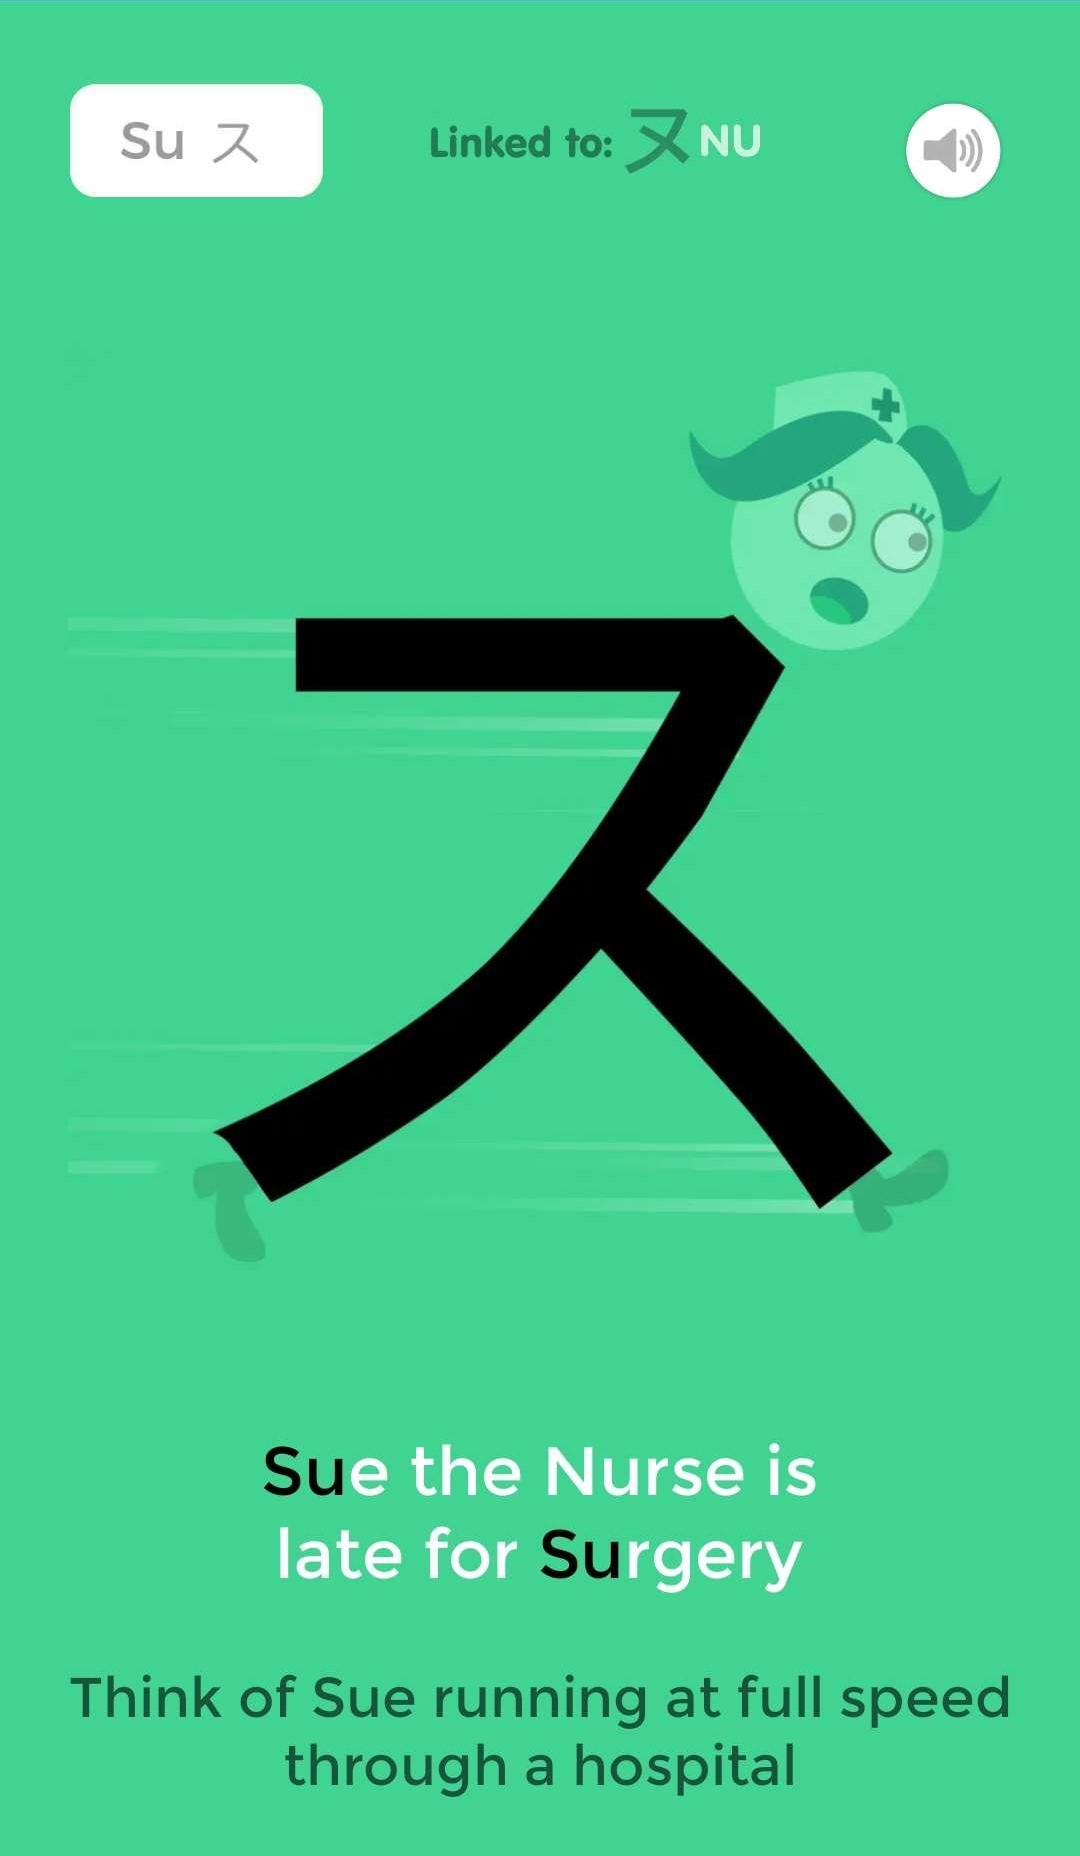 Su ス
Linked to: ヌ NU
ス
Sue the Nurse is
late for Surgery
Think of Sue running at full speed
through a hospital